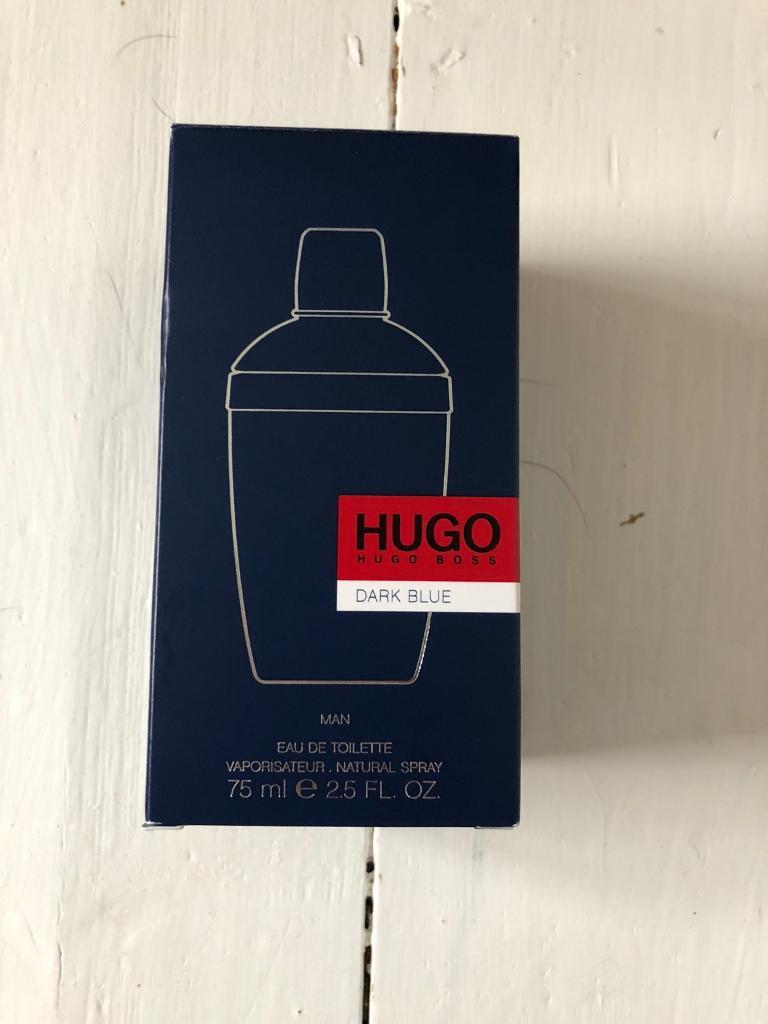 HUGO
HUGO BOSS
DARK BLUE
MAN
EAU DE TOILETTE
VAPORISATEUR . NATURAL SPRAY
75 ml ℮ 2.5 FL. OZ.